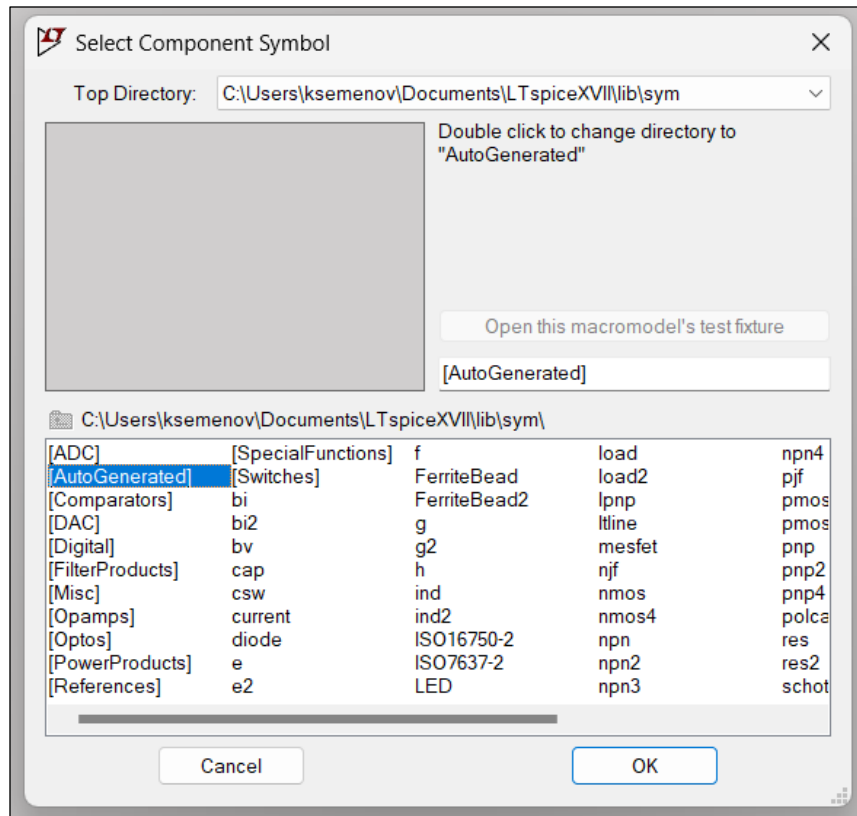 Select Component Symbol
Top Directory: C:\Users\ksemenov\Documents\LTspiceXVII\lib\sym
Double click to change directory to
"AutoGenerated"
Open this macromodel's test fixture
[AutoGenerated]
C:\Users\ksemenov\Documents\LTspiceXVII\lib\sym\
[ADC] [SpecialFunctions] f load npn4
[AutoGenerated] [Switches] FerriteBead load2 pjf
[Comparators] bi FerriteBead2 lpnp pmos
[DAC] bi2 g ltline pmos
[Digital] bv g2 mesfet pnp
[FilterProducts] cap h njf pnp2
[Misc] csw ind nmos pnp4
[Opamps] current ind2 nmos4 polca
[Optos] diode ISO16750-2 npn res
[PowerProducts] e ISO7637-2 npn2 res2
[References] e2 LED npn3 schot
Cancel OK